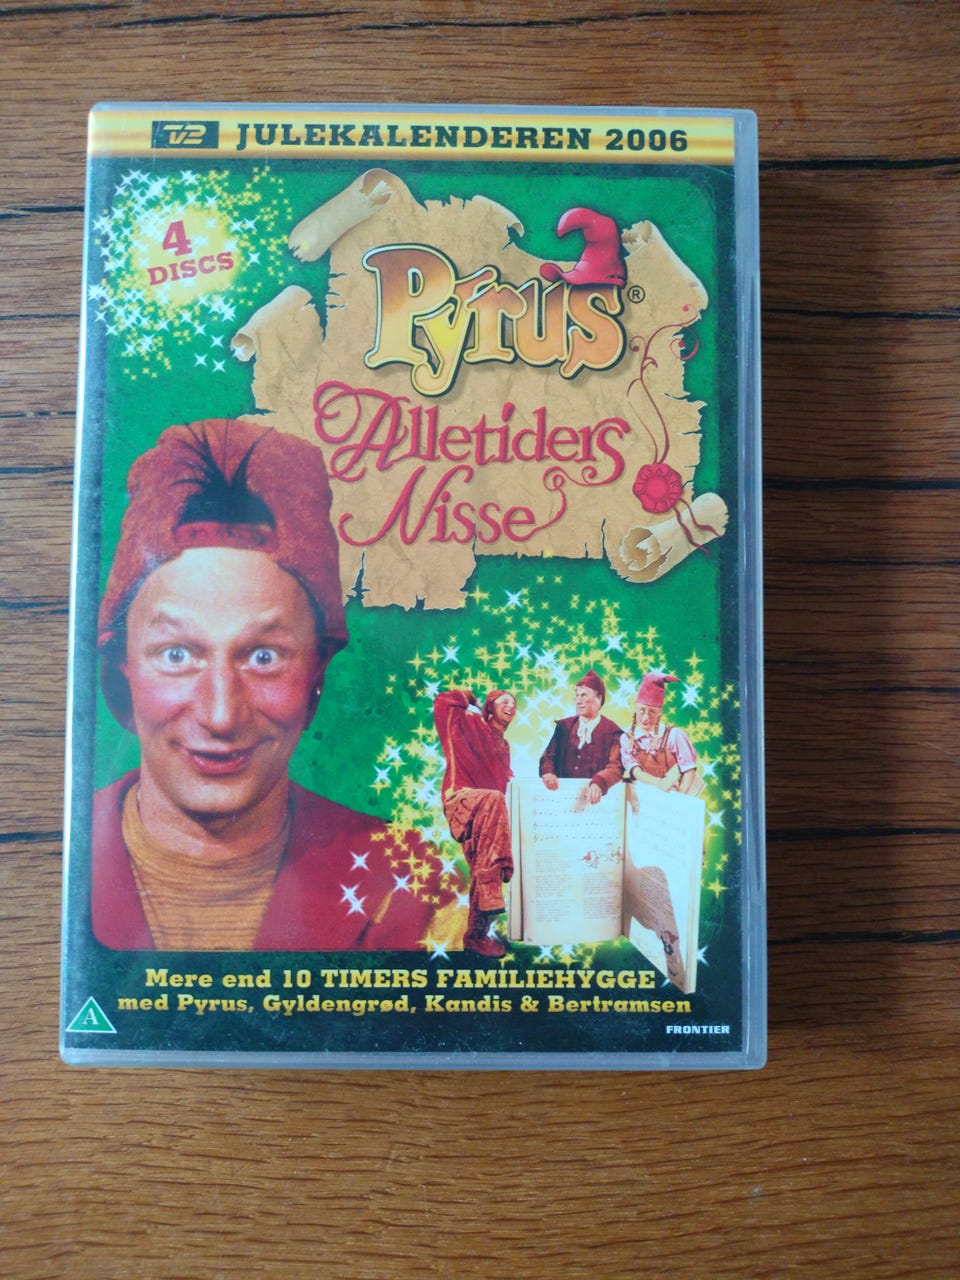 TV2 JULEKALENDEREN 2006
4
DISCS
Pyrus®
Alletiders
Nisse
Mere end 10 TIMERS FAMILIEHYGGE
med Pyrus, Gyldengrød, Kandis & Bertramsen
A
FRONTIER